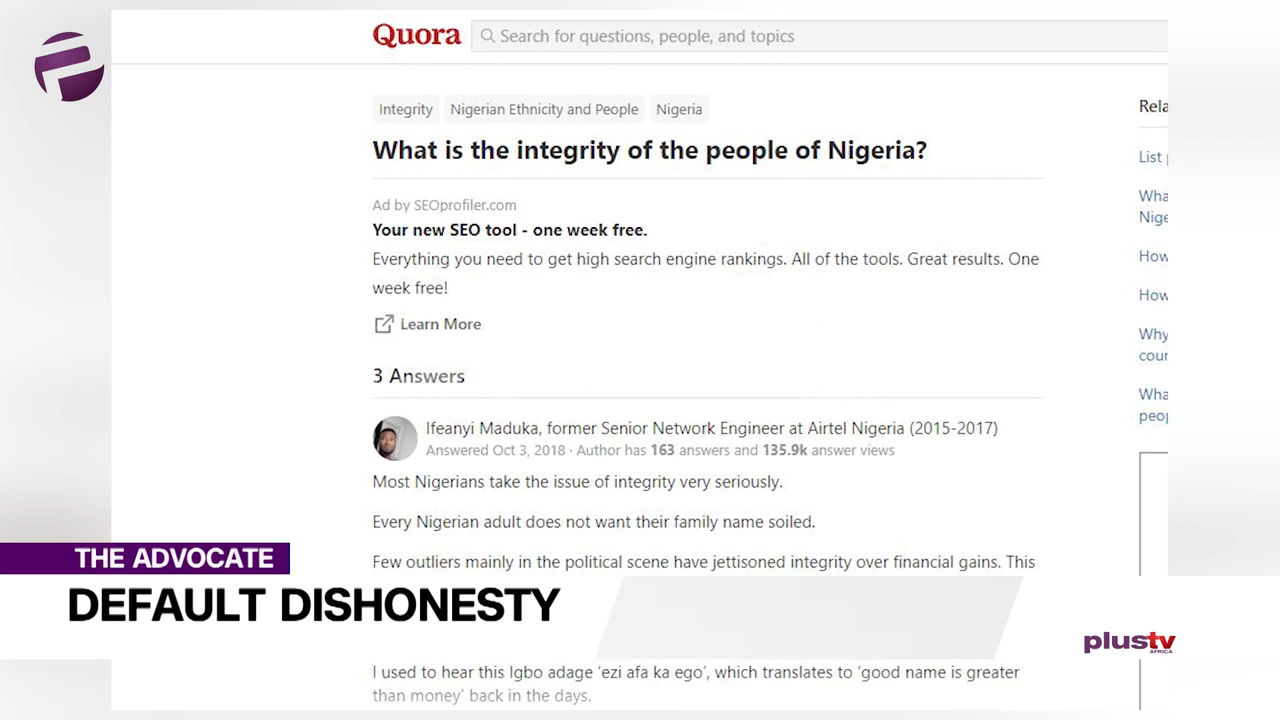 Quora
Search for questions, people, and topics
Integrity Nigerian Ethnicity and People Nigeria
What is the integrity of the people of Nigeria?
Ad by SEOprofiler.com
Your new SEO tool - one week free.
Everything you need to get high search engine rankings. All of the tools. Great results. One
week free!
Learn More
3 Answers
Ifeanyi Maduka, former Senior Network Engineer at Airtel Nigeria (2015-2017)
Answered Oct 3, 2018 · Author has 163 answers and 135.9k answer views
Most Nigerians take the issue of integrity very seriously.
Every Nigerian adult does not want their family name soiled.
Few outliers mainly in the political scene have jettisoned integrity over financial gains. This
I used to hear this Igbo adage ‘ezi afa ka ego’, which translates to ‘good name is greater
than money’ back in the days.
Rela
List
Wha
Nige
How
How
Why
cour
Wha
peop
THE ADVOCATE
DEFAULT DISHONESTY
plustv
AFRICA